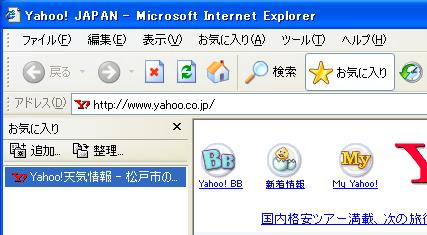 Yahoo! JAPAN - Microsoft Internet Explorer
ファイル(F) 編集(E) 表示(V) お気に入り(A) ツール(T) ヘルプ(H)
戻る 検索 お気に入り
アドレス(D) http://www.yahoo.co.jp/
お気に入り
追加... 整理...
Yahoo!天気情報 - 松戸市の...
BB My Y
Yahoo! BB 新着情報 My Yahoo!
国内格安ツアー満載、次の旅行